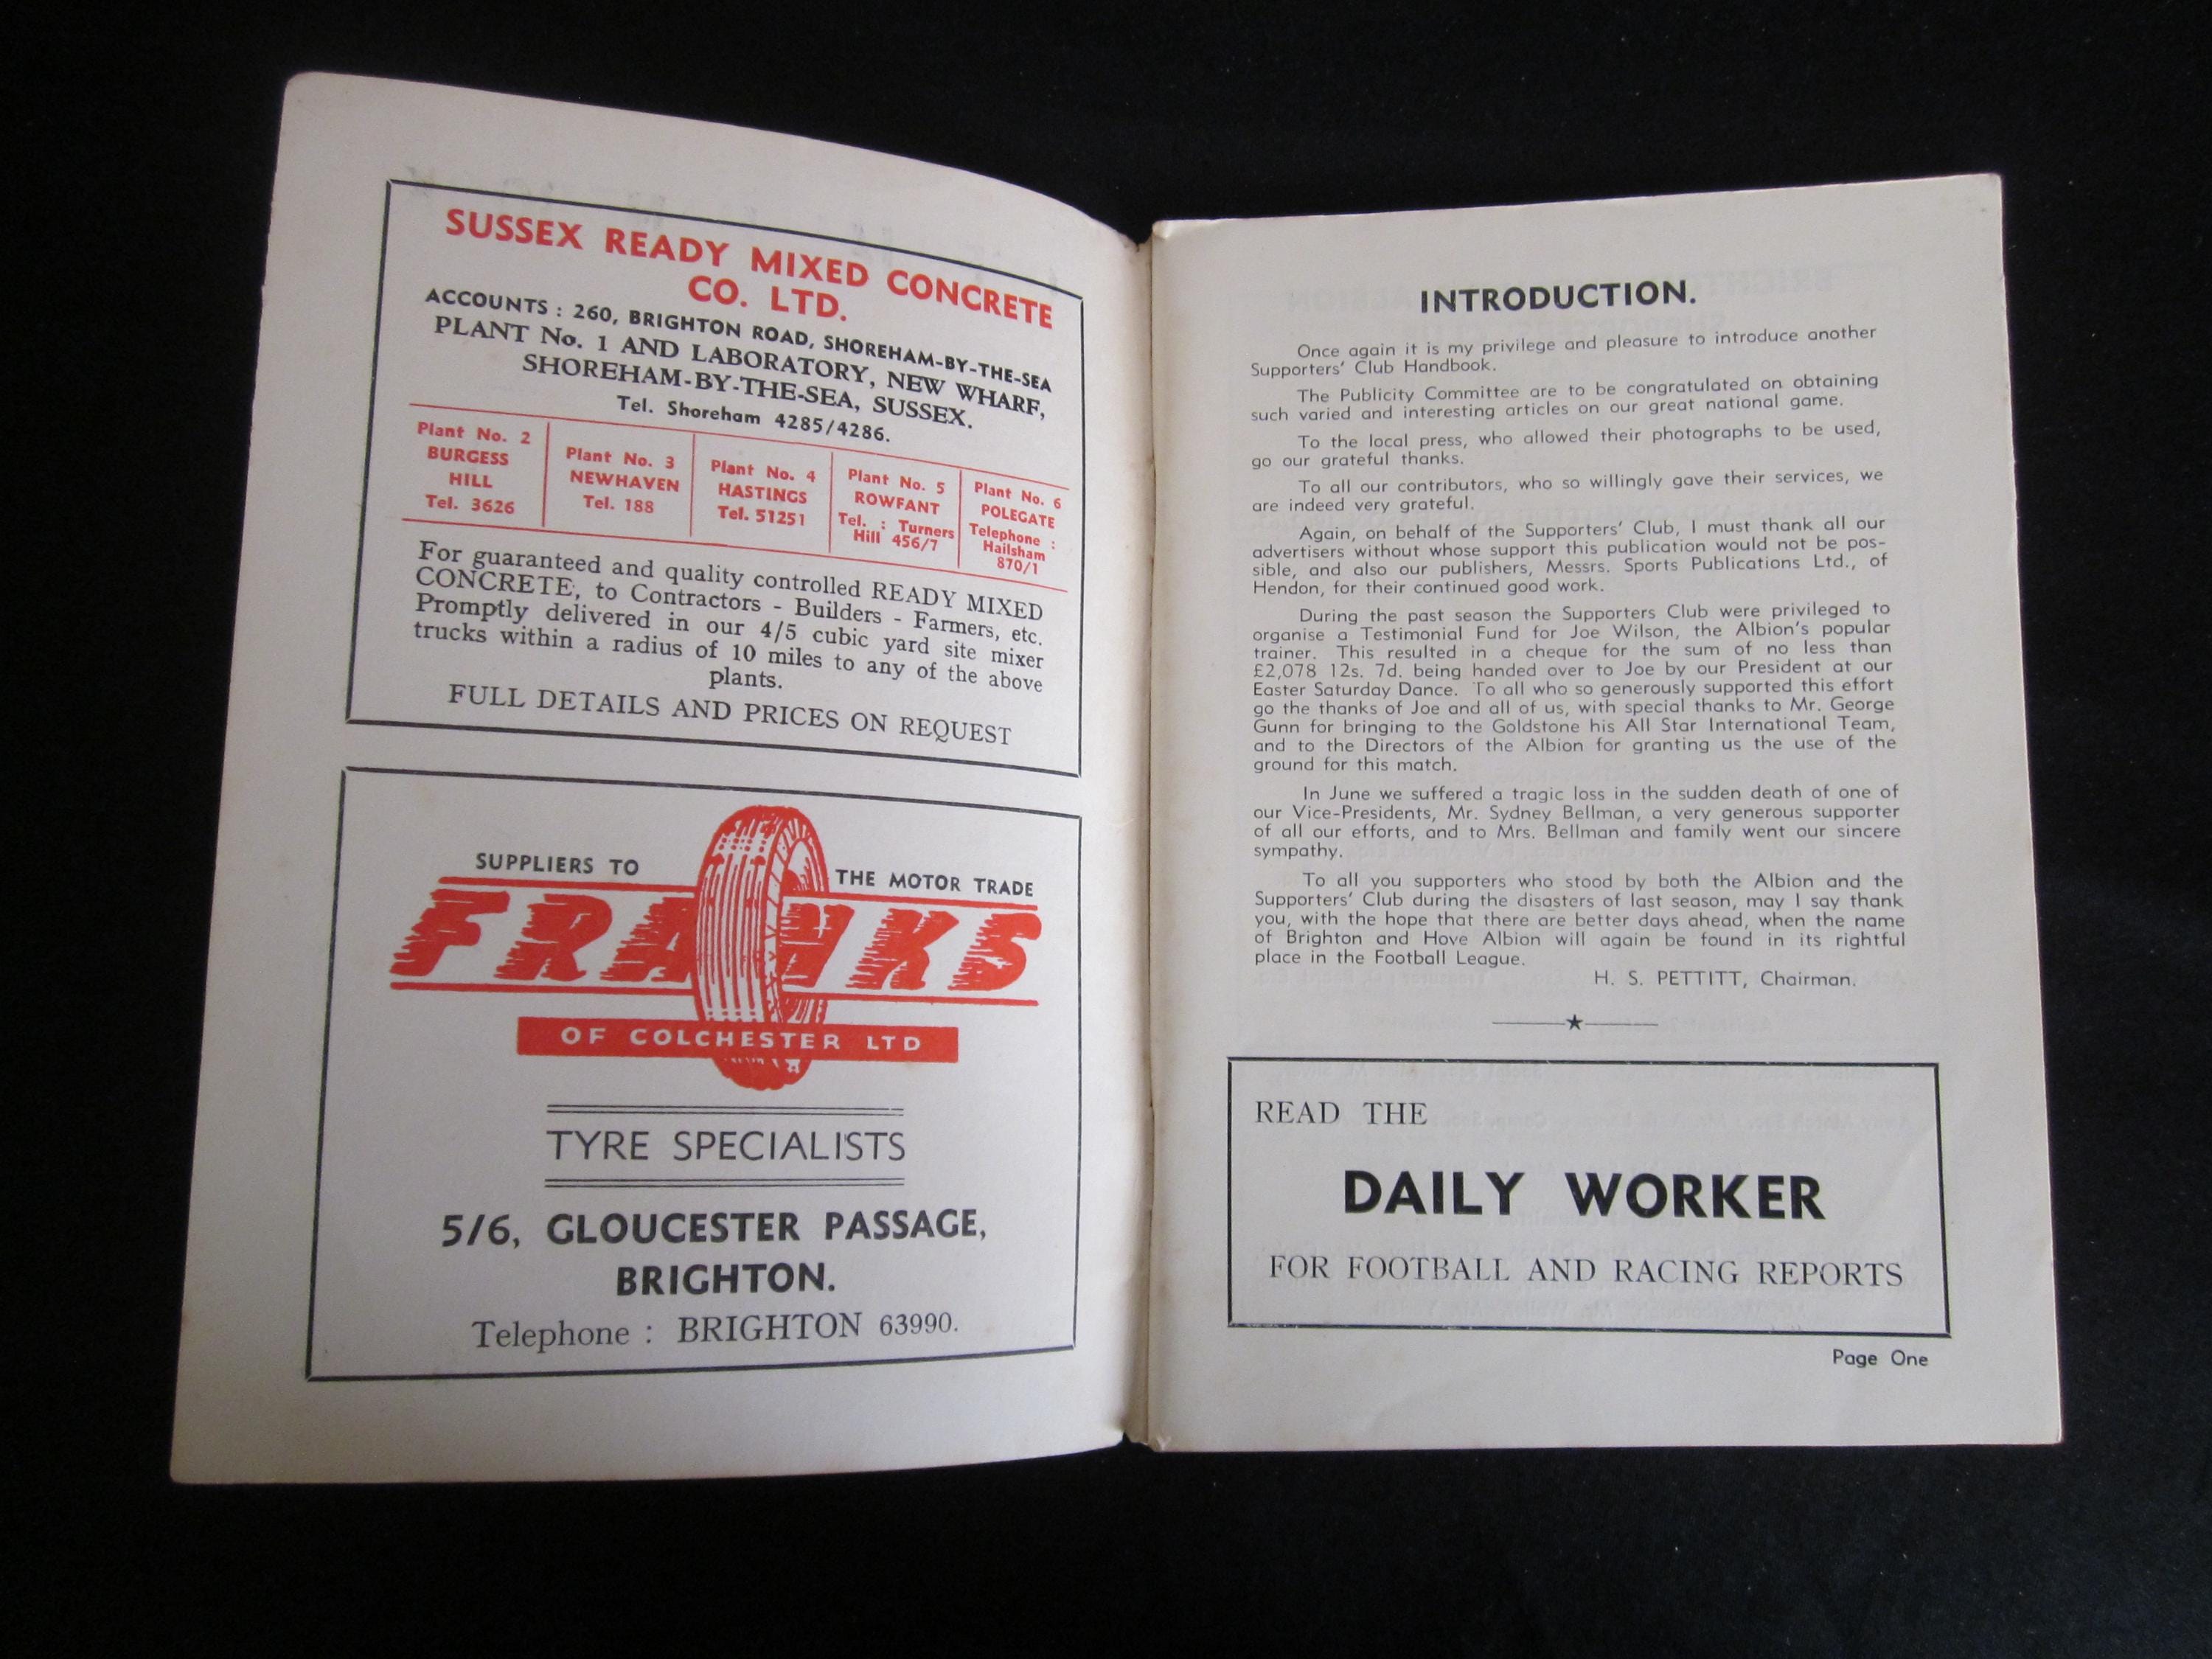 SUSSEX READY MIXED CONCRETE
CO. LTD.
ACCOUNTS : 260, BRIGHTON ROAD, SHOREHAM-BY-THE-SEA
PLANT No. 1 AND LABORATORY, NEW WHARF,
SHOREHAM-BY-THE-SEA, SUSSEX.
Tel. Shoreham 4285/4286.
Plant No. 2
BURGESS
HILL
Tel. 3626
Plant No. 3
NEWHAVEN
Tel. 188
Plant No. 4
HASTINGS
Tel. 51251
Plant No. 5
ROWFANT
Tel. : Turners
Hill 456/7
Plant No. 6
POLEGATE
Telephone :
Hailsham
870/1
For guaranteed and quality controlled READY MIXED
CONCRETE, to Contractors - Builders - Farmers, etc.
Promptly delivered in our 4/5 cubic yard site mixer
trucks within a radius of 10 miles to any of the above
plants.
FULL DETAILS AND PRICES ON REQUEST
SUPPLIERS TO THE MOTOR TRADE
FRANKS
OF COLCHESTER LTD
TYRE SPECIALISTS
5/6, GLOUCESTER PASSAGE,
BRIGHTON.
Telephone : BRIGHTON 63990.
INTRODUCTION.
Once again it is my privilege and pleasure to introduce another
Supporters' Club Handbook.
The Publicity Committee are to be congratulated on obtaining
such varied and interesting articles on our great national game.
To the local press, who allowed their photographs to be used,
go our grateful thanks.
To all our contributors, who so willingly gave their services, we
are indeed very grateful.
Again, on behalf of the Supporters' Club, I must thank all our
advertisers without whose support this publication would not be pos-
sible, and also our publishers, Messrs. Sports Publications Ltd., of
Hendon, for their continued good work.
During the past season the Supporters Club were privileged to
organise a Testimonial Fund for Joe Wilson, the Albion's popular
trainer. This resulted in a cheque for the sum of no less than
£2,078 12s. 7d. being handed over to Joe by our President at our
Easter Saturday Dance. To all who so generously supported this effort
go the thanks of Joe and all of us, with special thanks to Mr. George
Gunn for bringing to the Goldstone his All Star International Team,
and to the Directors of the Albion for granting us the use of the
ground for this match.
In June we suffered a tragic loss in the sudden death of one of
our Vice-Presidents, Mr. Sydney Bellman, a very generous supporter
of all our efforts, and to Mrs. Bellman and family went our sincere
sympathy.
To all you supporters who stood by both the Albion and the
Supporters' Club during the disasters of last season, may I say thank
you, with the hope that there are better days ahead, when the name
of Brighton and Hove Albion will again be found in its rightful
place in the Football League.
H. S. PETTITT, Chairman.
READ THE
DAILY WORKER
FOR FOOTBALL AND RACING REPORTS
Page One